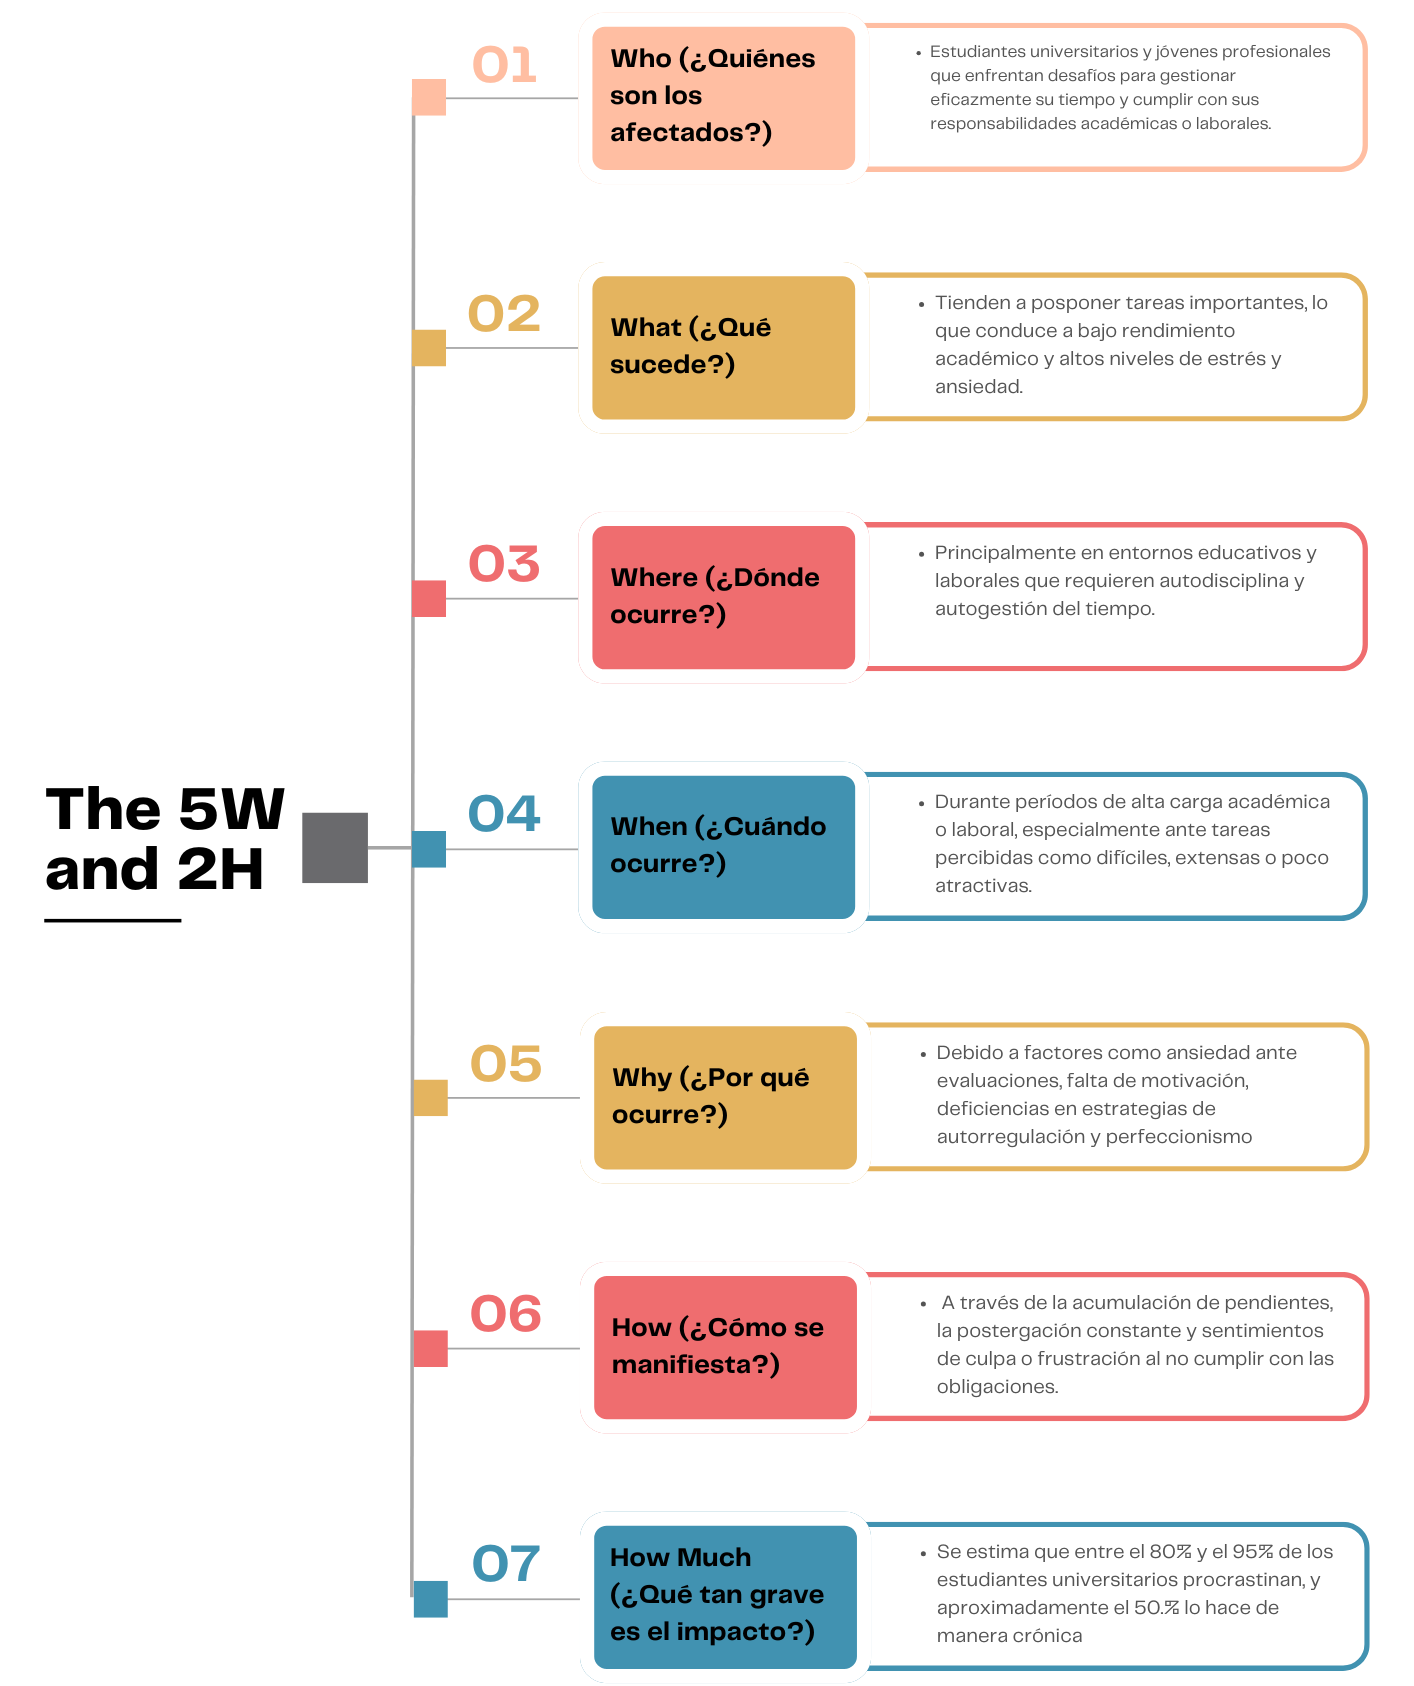 The 5W
and 2H
01
Who (¿Quiénes
son los
afectados?)
• Estudiantes universitarios y jóvenes profesionales
que enfrentan desafíos para gestionar
eficazmente su tiempo y cumplir con sus
responsabilidades académicas o laborales.
02
What (¿Qué
sucede?)
• Tienden a posponer tareas importantes, lo
que conduce a bajo rendimiento
académico y altos niveles de estrés y
ansiedad.
03
Where (¿Dónde
ocurre?)
• Principalmente en entornos educativos y
laborales que requieren autodisciplina y
autogestión del tiempo.
04
When (¿Cuándo
ocurre?)
• Durante períodos de alta carga académica
o laboral, especialmente ante tareas
percibidas como difíciles, extensas o poco
atractivas.
05
Why (¿Por qué
ocurre?)
• Debido a factores como ansiedad ante
evaluaciones, falta de motivación,
deficiencias en estrategias de
autorregulación y perfeccionismo
06
How (¿Cómo se
manifiesta?)
• A través de la acumulación de pendientes,
la postergación constante y sentimientos
de culpa o frustración al no cumplir con las
obligaciones.
07
How Much
(¿Qué tan grave
es el impacto?)
• Se estima que entre el 80% y el 95% de los
estudiantes universitarios procrastinan, y
aproximadamente el 50.% lo hace de
manera crónica